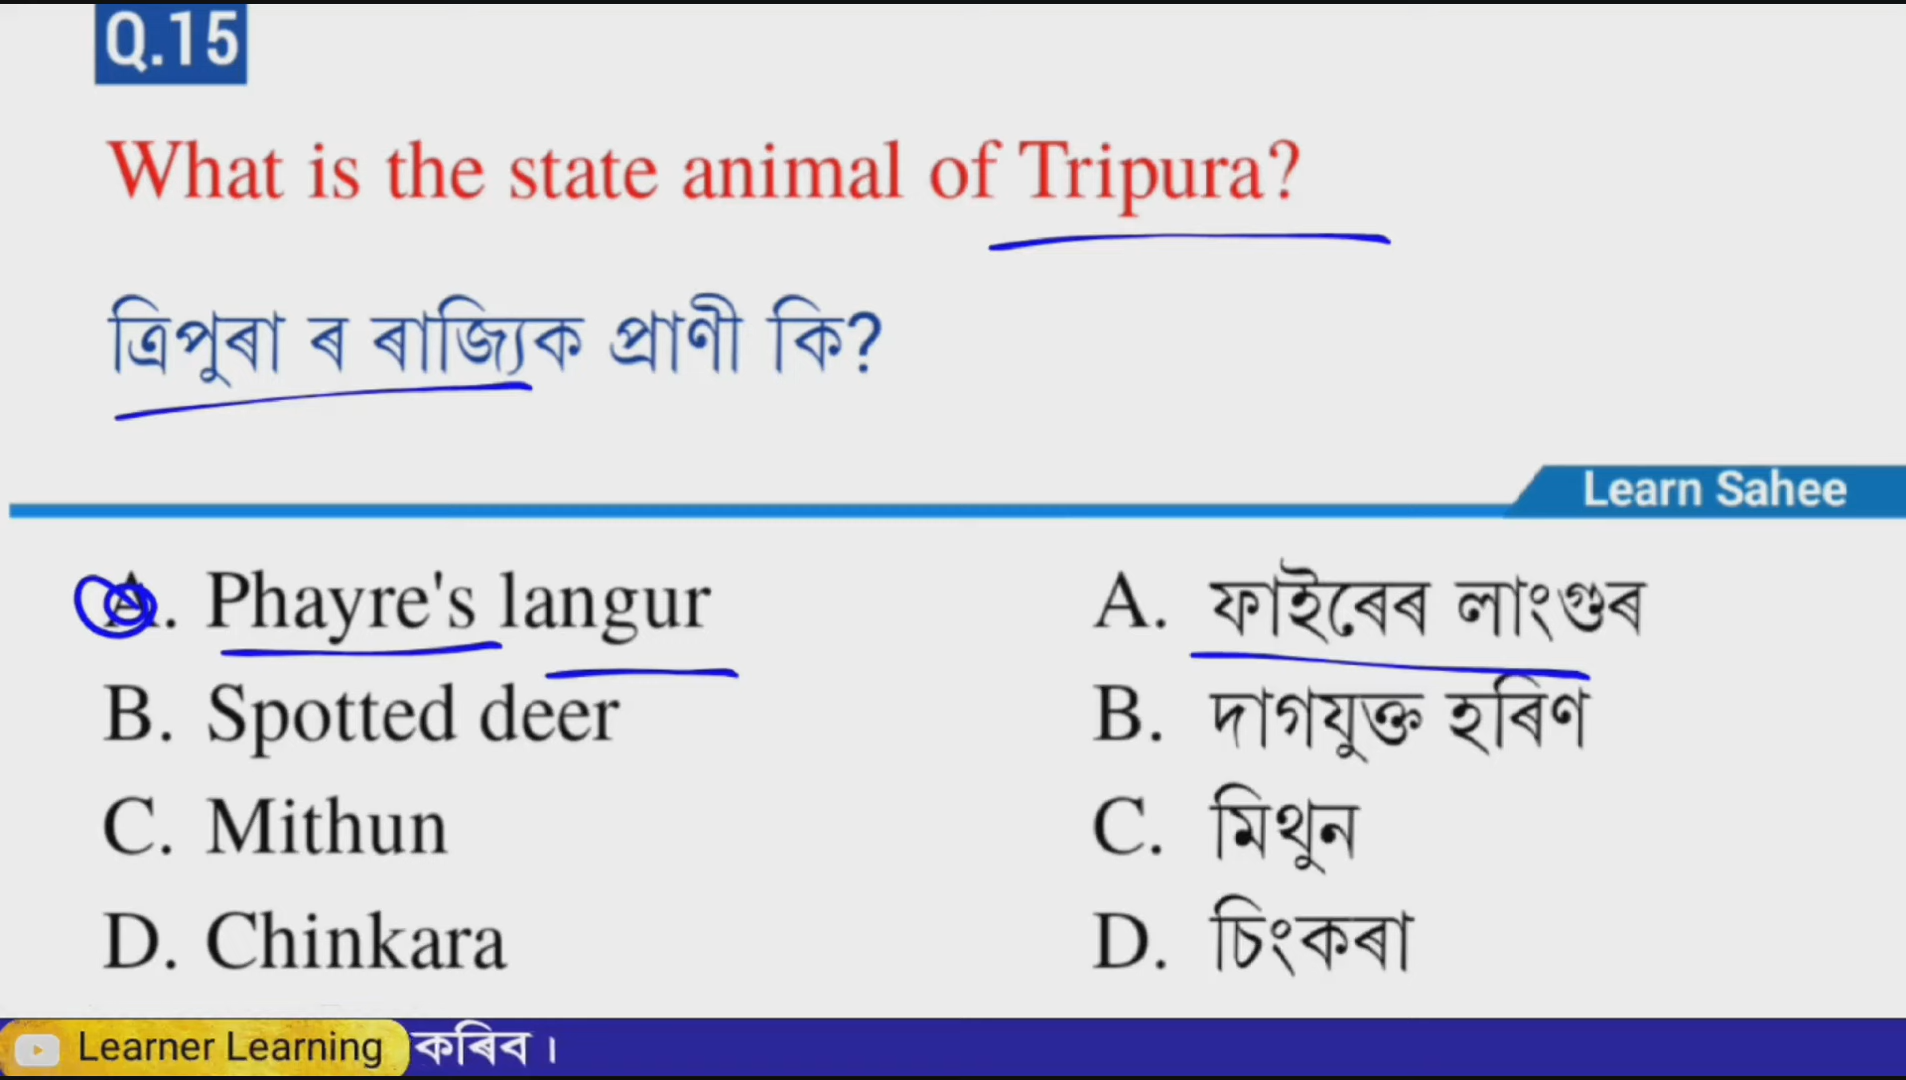 Q.15
What is the state animal of Tripura?
ত্ৰিপুৰা ৰ ৰাজ্যিক প্ৰাণী কি?
Learn Sahee
A. Phayre's langur
A. ফাইৰেৰ লাংগুৰ
B. Spotted deer
B. দাগযুক্ত হৰিণ
C. Mithun
C. মিথুন
D. Chinkara
D. চিংকৰা
Learner Learning কৰিব ।